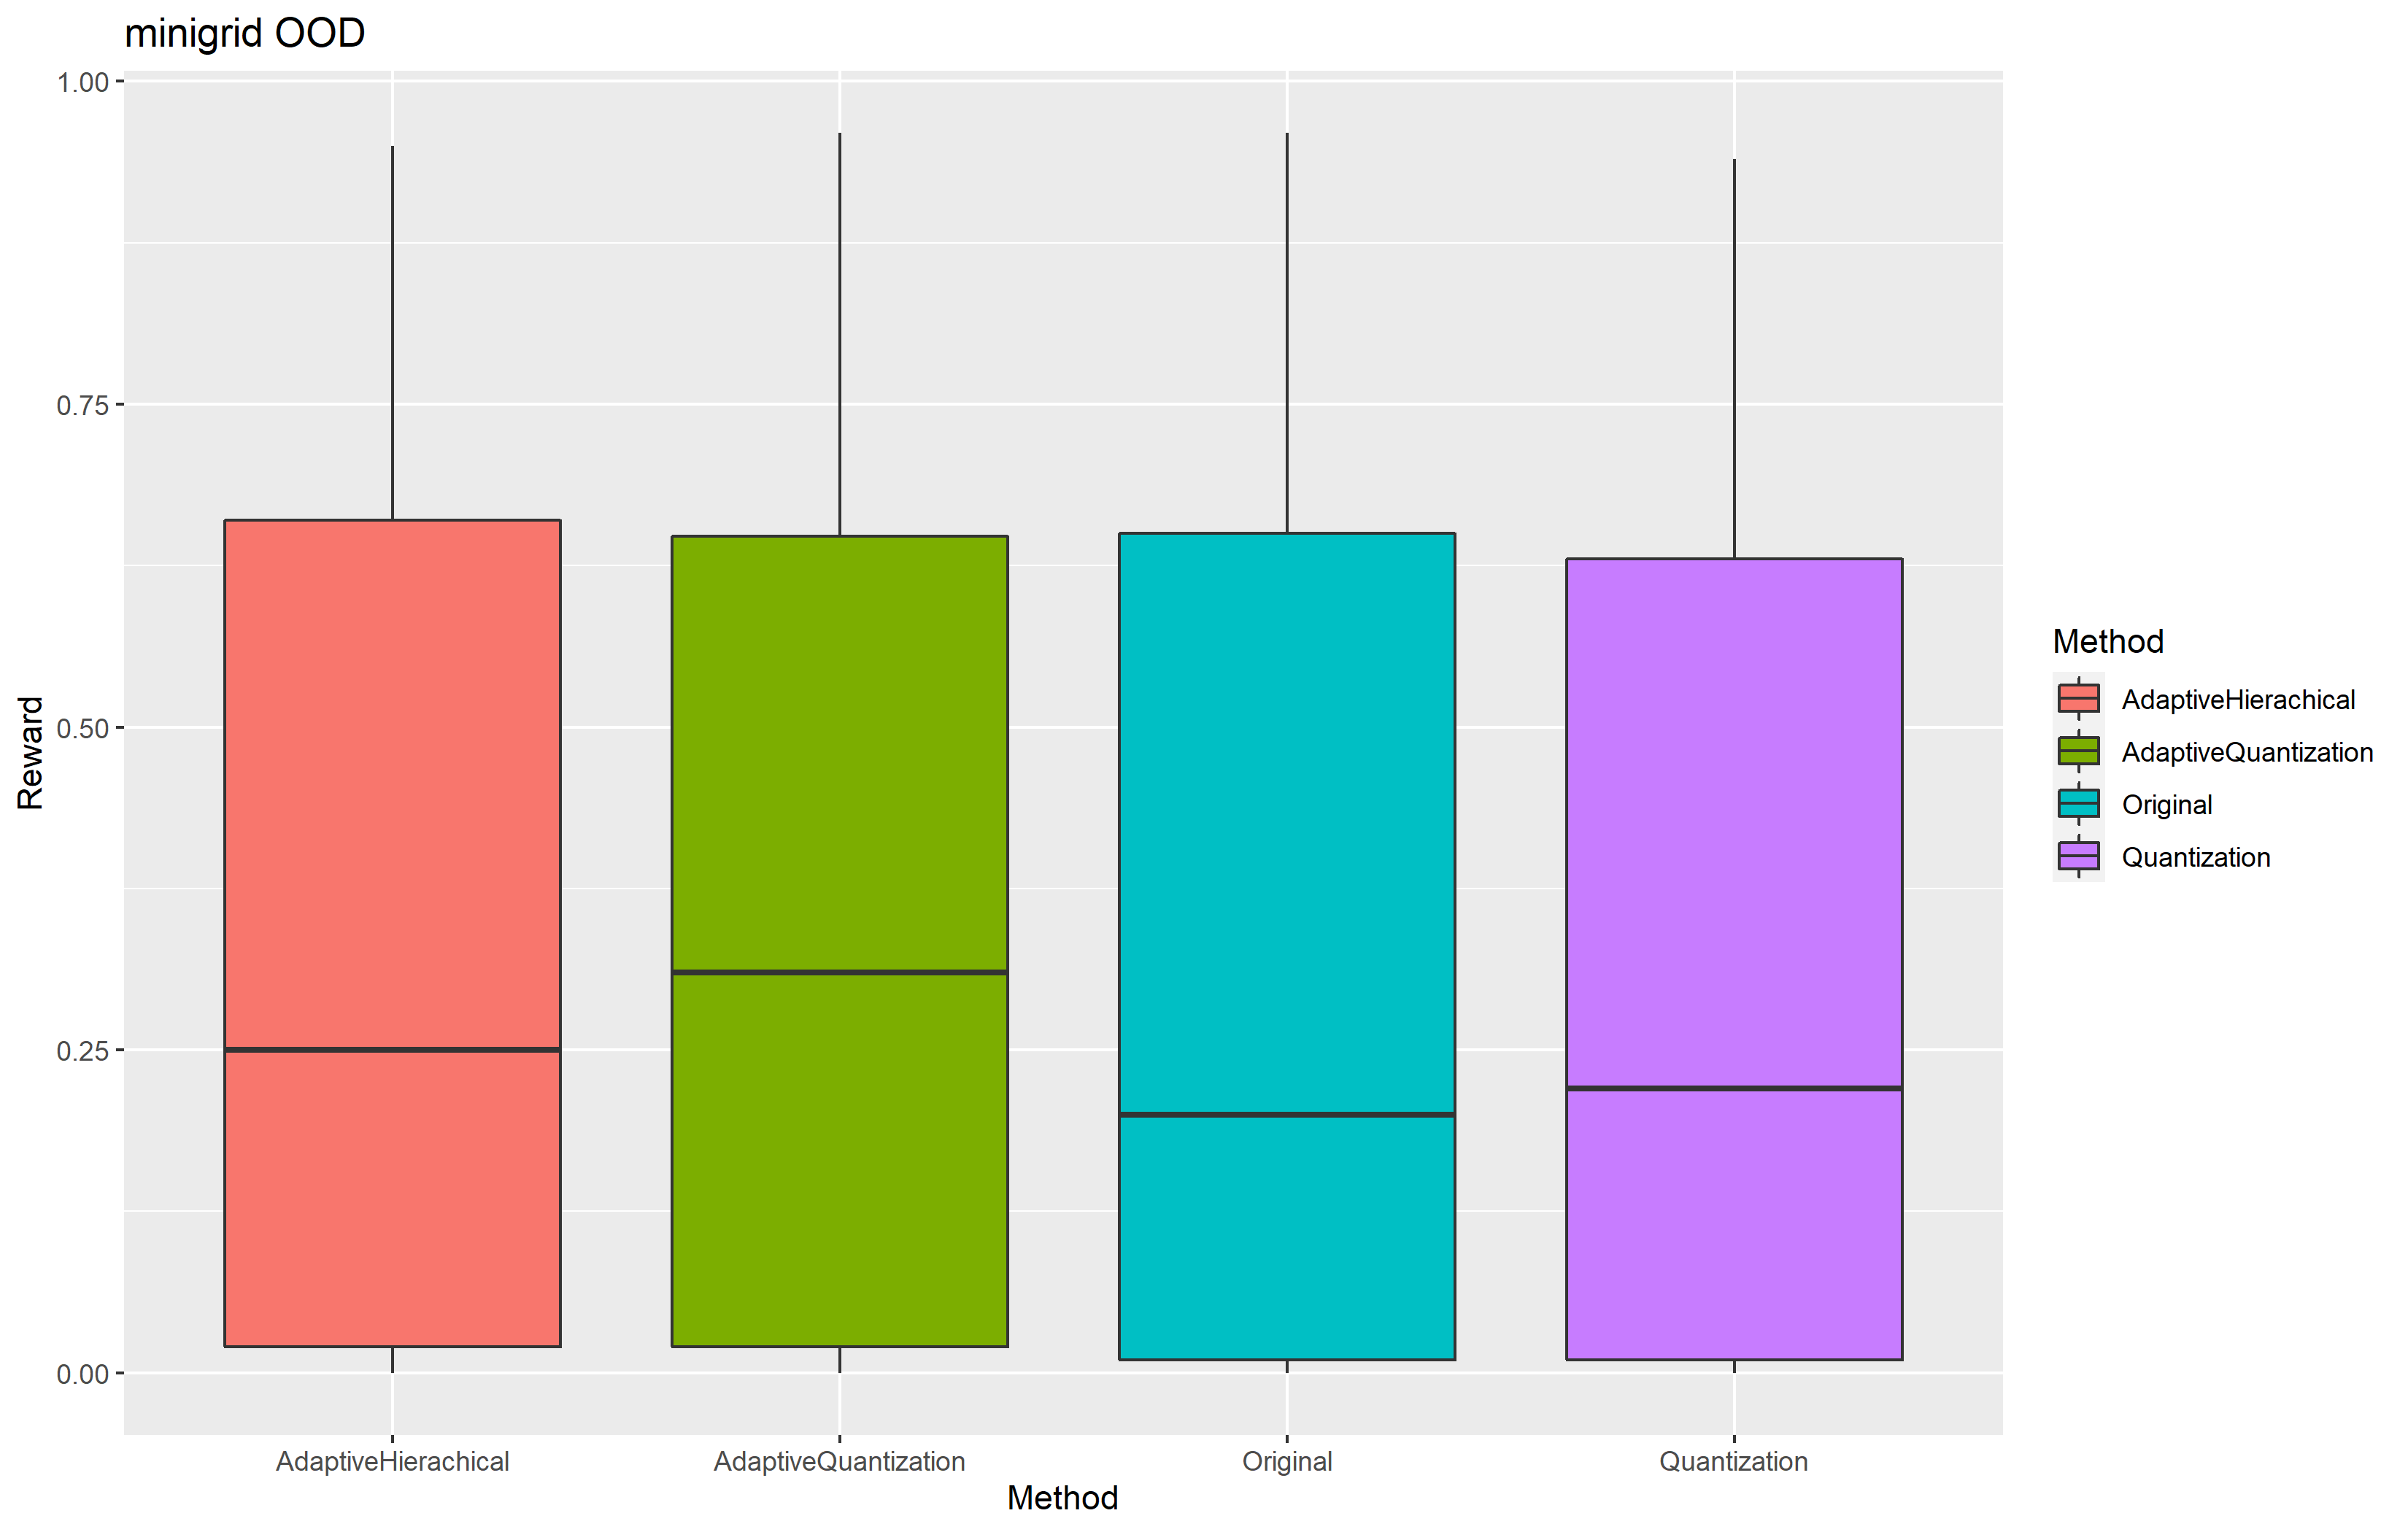 minigrid OOD
1.00
0.75
0.50
0.25
0.00
Reward
AdaptiveHierachical
AdaptiveQuantization
Original
Quantization
Method
Method
AdaptiveHierachical
AdaptiveQuantization
Original
Quantization